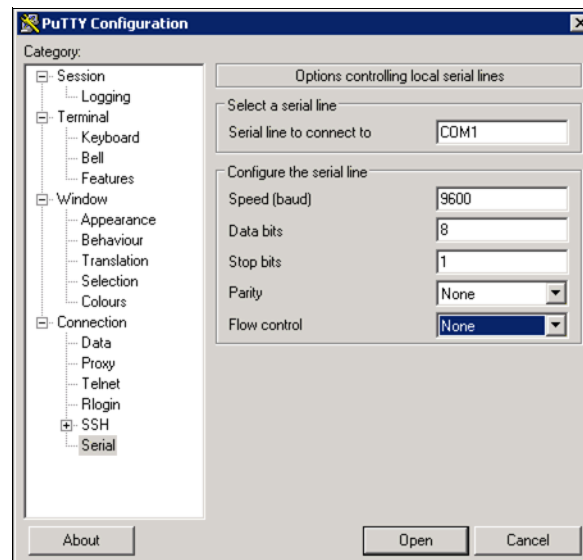 PuTTY Configuration
Category:
Session
Logging
Terminal
Keyboard
Bell
Features
Window
Appearance
Behaviour
Translation
Selection
Colours
Connection
Data
Proxy
Telnet
Rlogin
SSH
Serial
Options controlling local serial lines
Select a serial line
Serial line to connect to COM1
Configure the serial line
Speed (baud) 9600
Data bits 8
Stop bits 1
Parity None
Flow control None
About Open Cancel